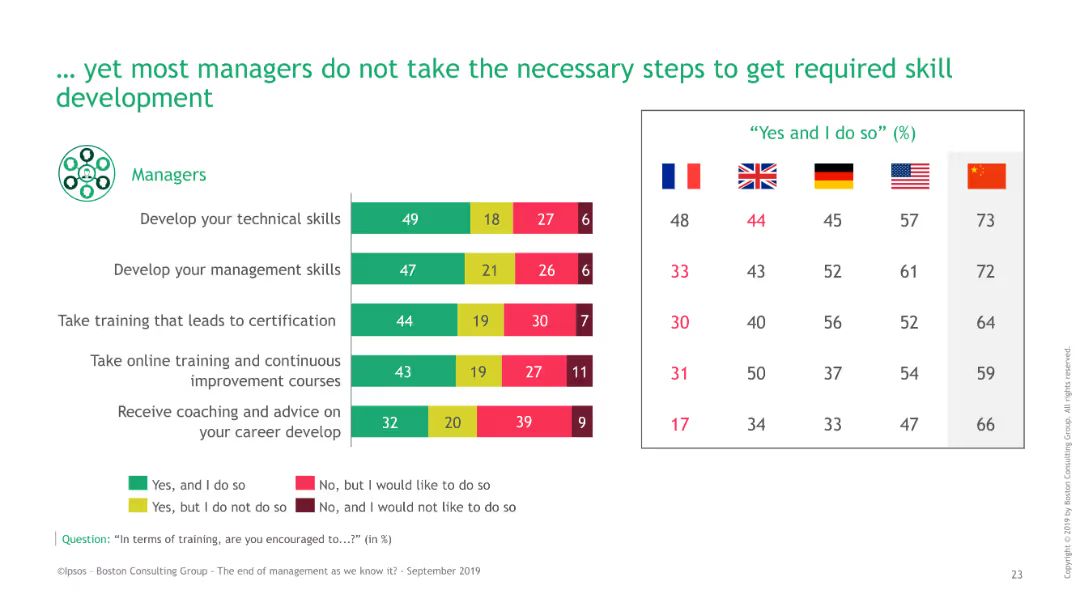 … yet most managers do not take the necessary steps to get required skill
development
Managers
"Yes and I do so" (%)
Develop your technical skills 49 18 27 6 48 44 45 57 73
Develop your management skills 47 21 26 6 33 43 52 61 72
Take training that leads to certification 44 19 30 7 30 40 56 52 64
Take online training and continuous
improvement courses 43 19 27 11 31 50 37 54 59
Receive coaching and advice on
your career develop 32 20 39 9 17 34 33 47 66
Yes, and I do so No, but I would like to do so
Yes, but I do not do so No, and I would not like to do so
Question: "In terms of training, are you encouraged to...?" (in %)
©Ipsos - Boston Consulting Group - The end of management as we know it? - September 2019
23
Copyright © 2019 by Boston Consulting Group. All rights reserved.